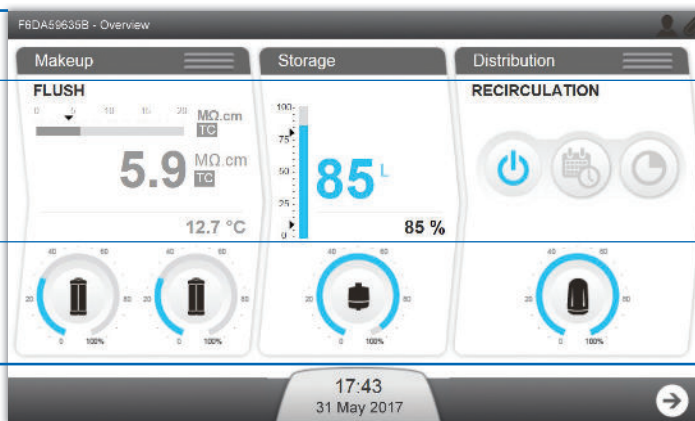 F6DA59635B - Overview
Makeup
Storage
Distribution
FLUSH
RECIRCULATION
0 5 10 15 20 MΩ.cm
TC
5.9 MΩ.cm
TC
12.7 °C
100
75
50
25
0
85 L
85 %
0 20 40 60 80 100%
0 20 40 60 80 100%
0 20 40 60 80 100%
0 20 40 60 80 100%
17:43
31 May 2017